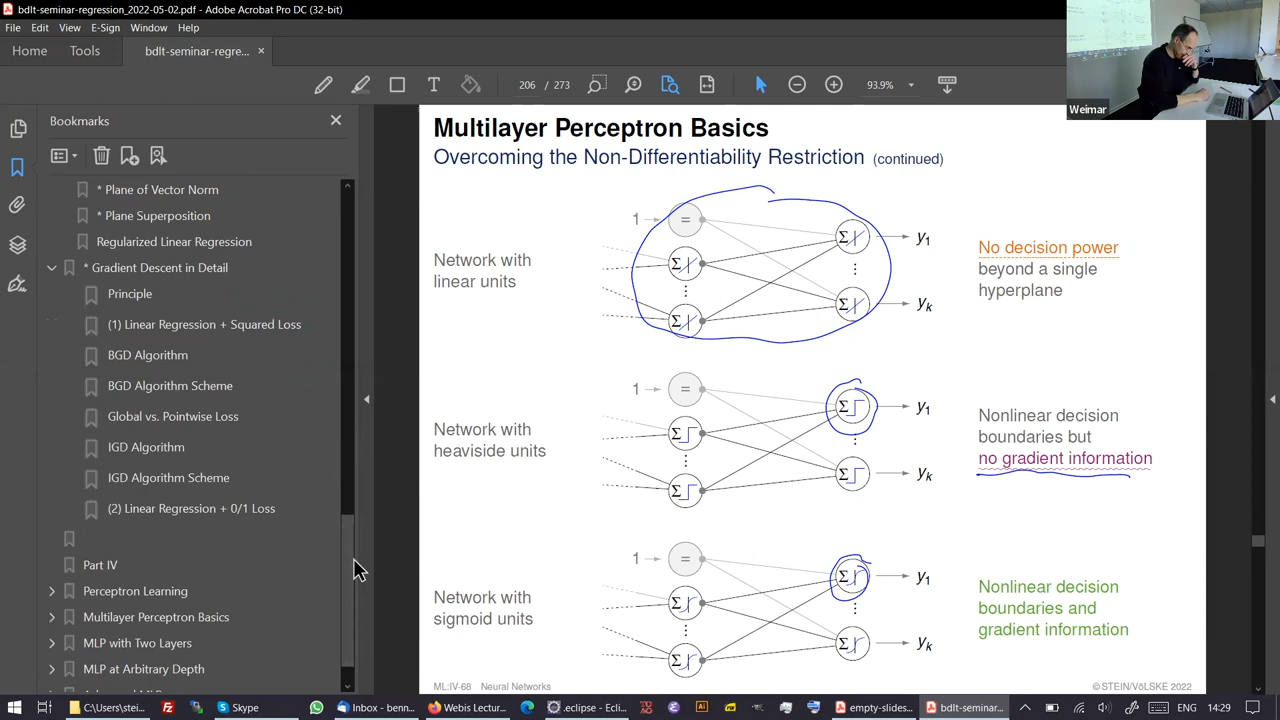 bdlt-seminar-regression_2022-05-02.pdf - Adobe Acrobat Pro DC (32-bit)
File Edit View E-Sign Window Help
Home Tools bdlt-seminar-regre... ×
206 / 273
93.9%
Weimar
Bookmarks
* Plane of Vector Norm
* Plane Superposition
Regularized Linear Regression
* Gradient Descent in Detail
Principle
(1) Linear Regression + Squared Loss
BGD Algorithm
BGD Algorithm Scheme
Global vs. Pointwise Loss
IGD Algorithm
IGD Algorithm Scheme
(2) Linear Regression + 0/1 Loss
Part IV
Perceptron Learning
Multilayer Perceptron Basics
MLP with Two Layers
MLP at Arbitrary Depth
Multilayer Perceptron Basics
Overcoming the Non-Differentiability Restriction (continued)
Network with
linear units
1
=
Σ
Σ
Σ
Σ
y1
yk
No decision power
beyond a single
hyperplane
Network with
heaviside units
1
=
Σ
Σ
Σ
Σ
y1
yk
Nonlinear decision
boundaries but
no gradient information
Network with
sigmoid units
1
=
Σ
Σ
Σ
Σ
y1
yk
Nonlinear decision
boundaries and
gradient information
ML:IV-68 Neural Networks
©STEIN/VÖLSKE 2022
C:\Users\stei...
Skype
Inbox - benn...
Webis Lectur...
.eclipse - Ecli...
empty-slides...
bdlt-seminar...
ENG 14:29